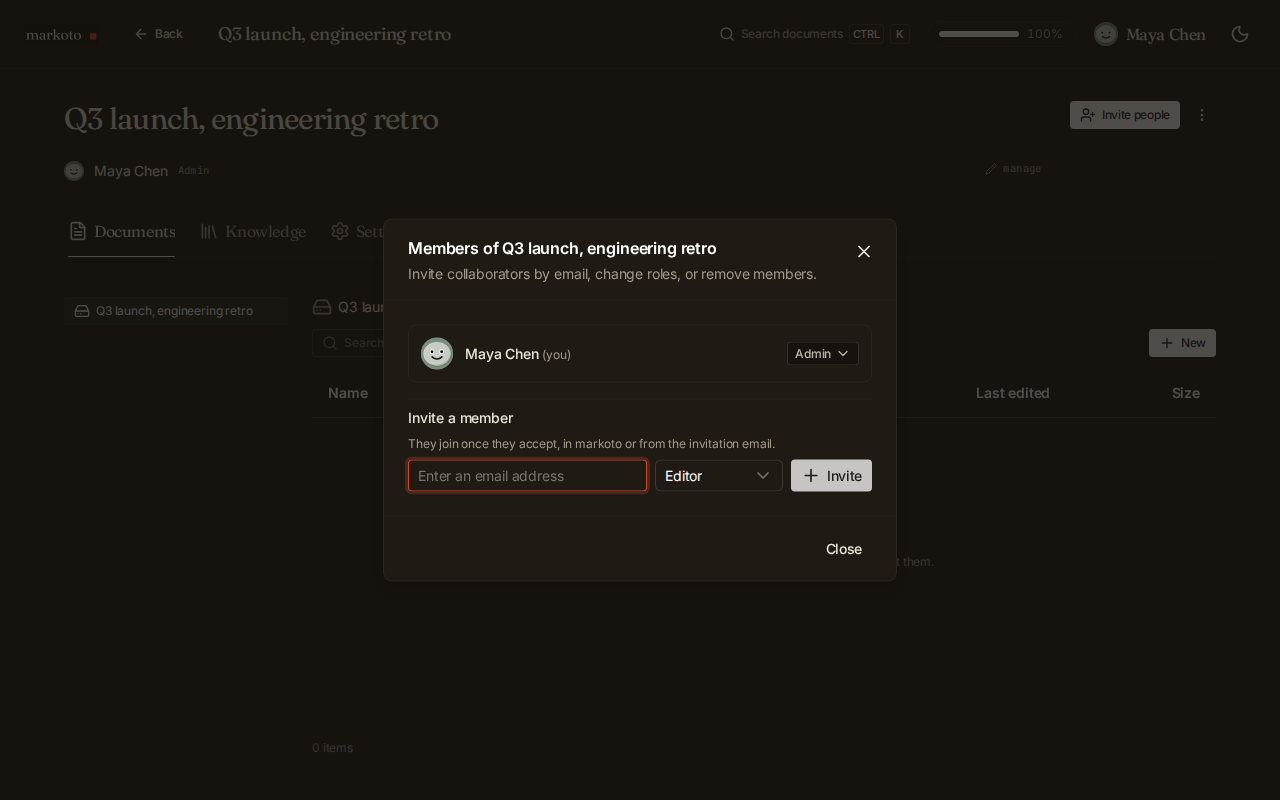 markoto
Back
Q3 launch, engineering retro
Search documents CTRL K
100%
Maya Chen
Q3 launch, engineering retro
Invite people
Maya Chen Admin
manage
Documents
Knowledge
Members of Q3 launch, engineering retro
Invite collaborators by email, change roles, or remove members.
Q3 launch, engineering retro
Search
New
Name
Last edited
Size
Maya Chen (you)
Admin
Invite a member
They join once they accept, in markoto or from the invitation email.
Enter an email address
Editor
Invite
Close
them.
0 items